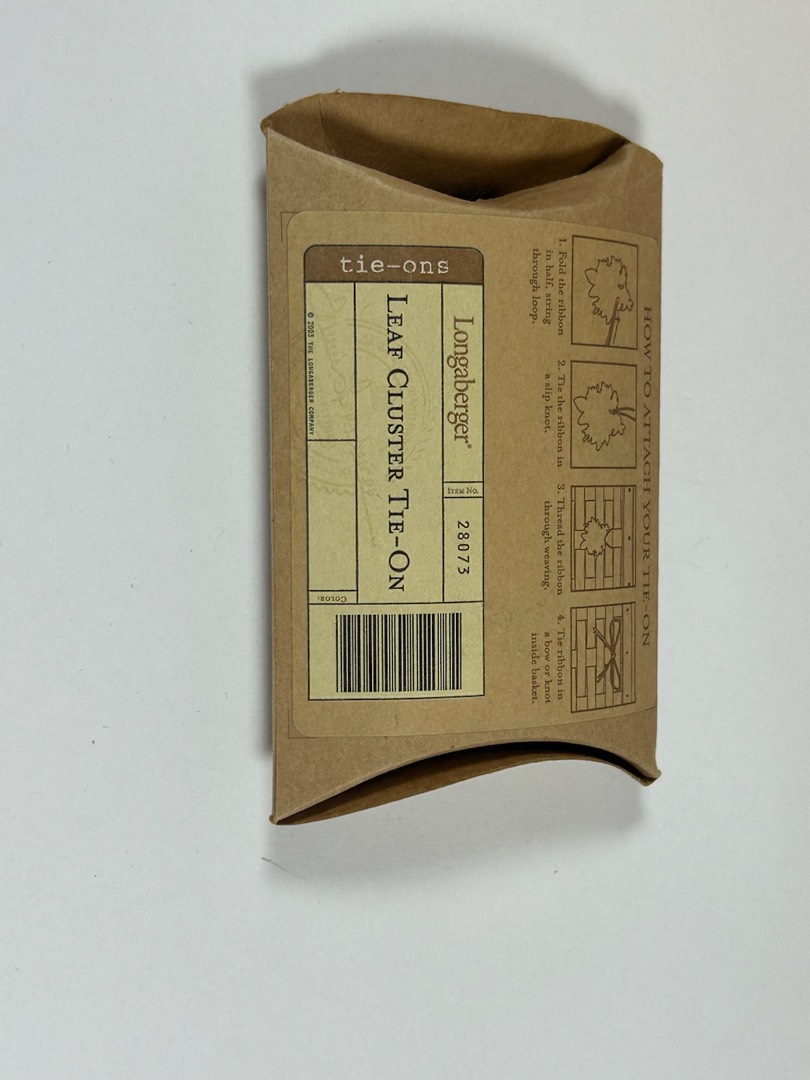 HOW TO ATTACH YOUR TIE-ON
1. Fold the ribbon
in half, string
through loop.
2. Tie the ribbon in
a slip knot.
3. Thread the ribbon
through weaving.
4. Tie ribbon in
a bow or knot
inside basket.
tie-ons
Longaberger®
ITEM NO.
28073
LEAF CLUSTER TIE-ON
© 2003 THE LONGABERGER COMPANY
COLOR: